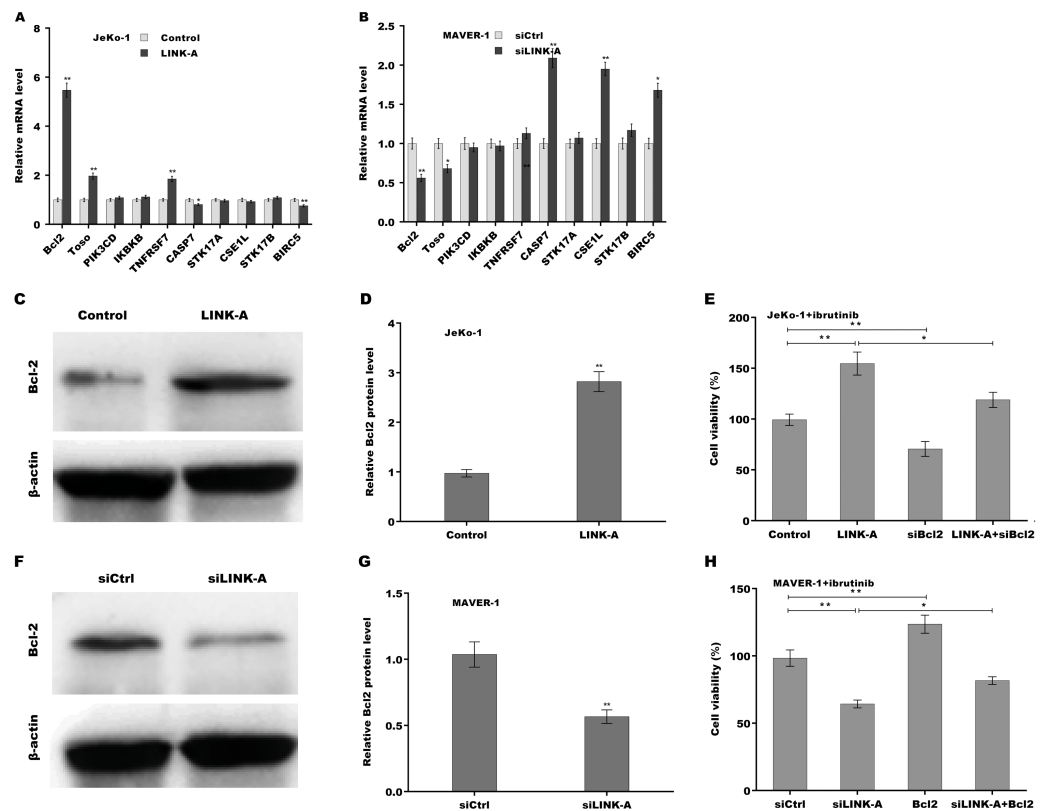 A
JeKo-1
Control
LINK-A
Relative mRNA level
8
6
4
2
0
**
**
**
*
**
Bcl2
Toso
PIK3CD
IKBKB
TNFRSF7
CASP7
STK17A
CSE1L
STK17B
BIRC5
B
MAVER-1
siCtrl
siLINK-A
Relative mRNA level
2.5
2.0
1.5
1.0
0.5
0.0
**
*
**
**
**
*
Bcl2
Toso
PIK3CD
IKBKB
TNFRSF7
CASP7
STK17A
CSE1L
STK17B
BIRC5
C
Control LINK-A
Bcl-2
β-actin
D
JeKo-1
Relative Bcl2 protein level
4
3
2
1
0
**
Control LINK-A
E
JeKo-1+ibrutinib
Cell viability (%)
200
150
100
50
0
**
** *
Control LINK-A siBcl2 LINK-A+siBcl2
F
siCtrl siLINK-A
Bcl-2
β-actin
G
MAVER-1
Relative Bcl2 protein level
1.5
1.0
0.5
0.0
**
siCtrl siLINK-A
H
MAVER-1+ibrutinib
Cell viability (%)
150
100
50
0
**
** *
siCtrl siLINK-A Bcl2 siLINK-A+Bcl2